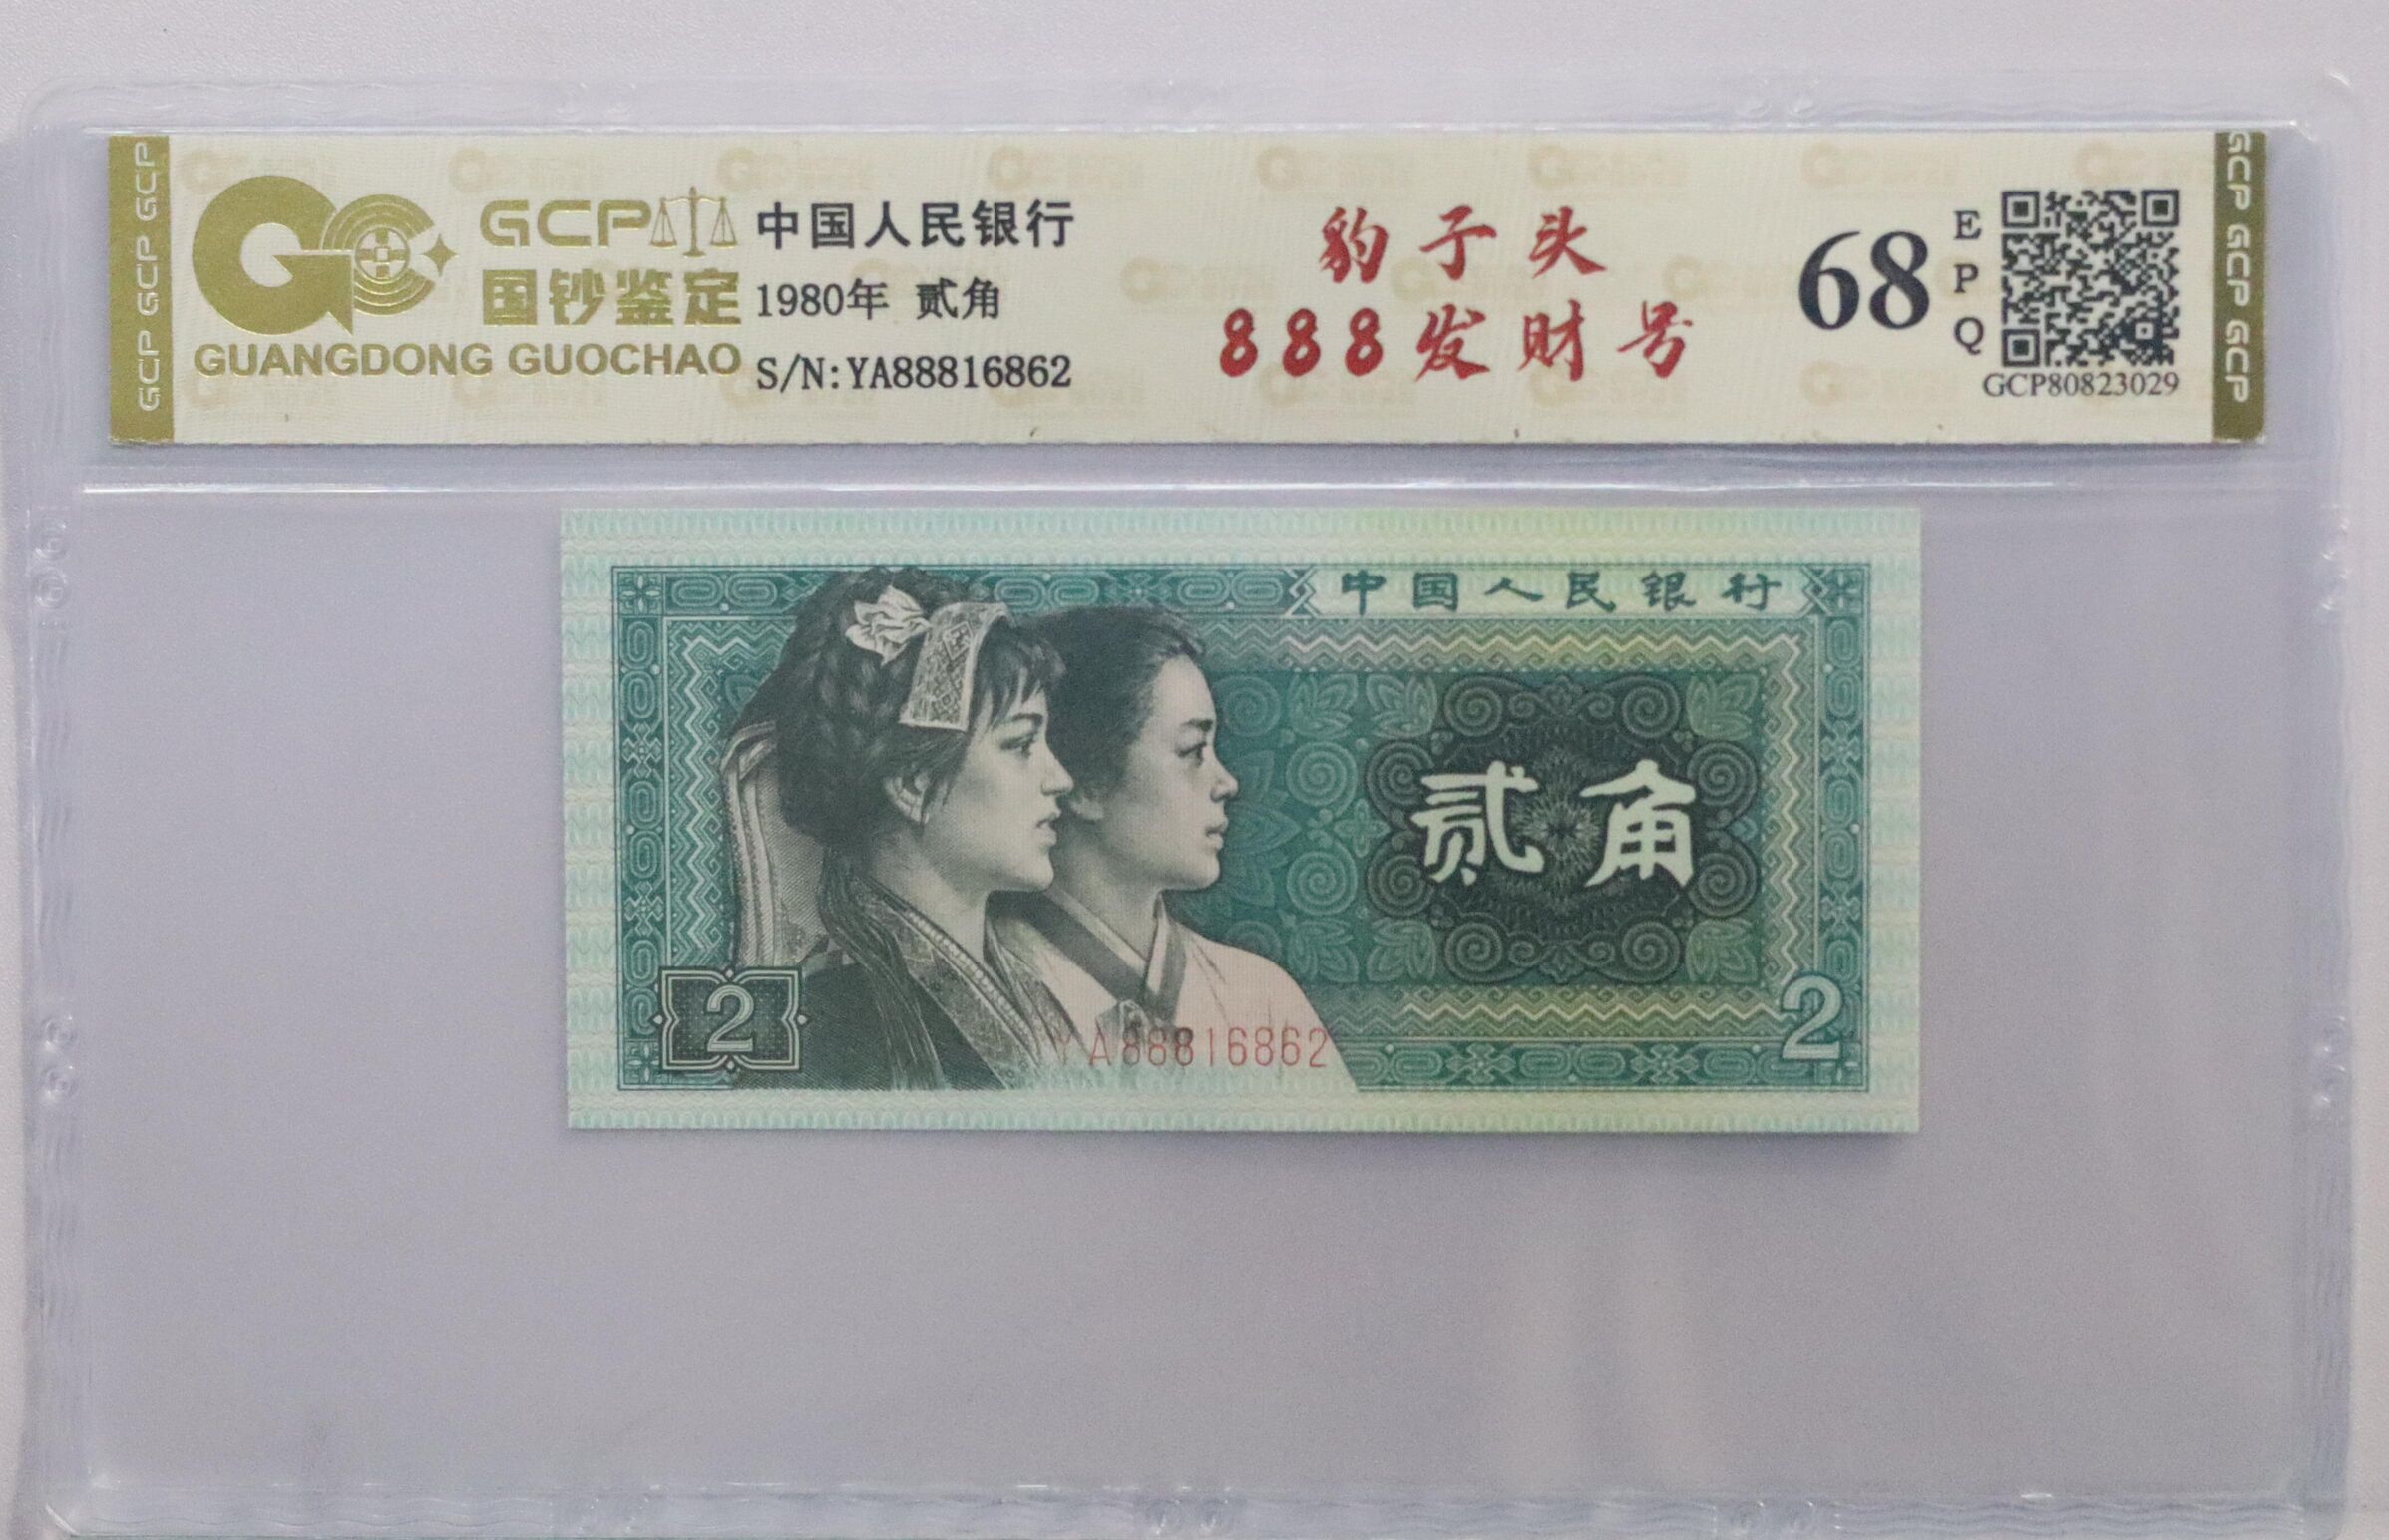 GCP GCP GCP
GCP
国钞鉴定
GUANGDONG GUOCHAO
中国人民银行
1980年 贰角
S/N:YA88816862
豹子头
888发财号
68
EPQ
GCP80823029
GCP GCP GCP
中国人民银行
贰角
2
YA88816862
2